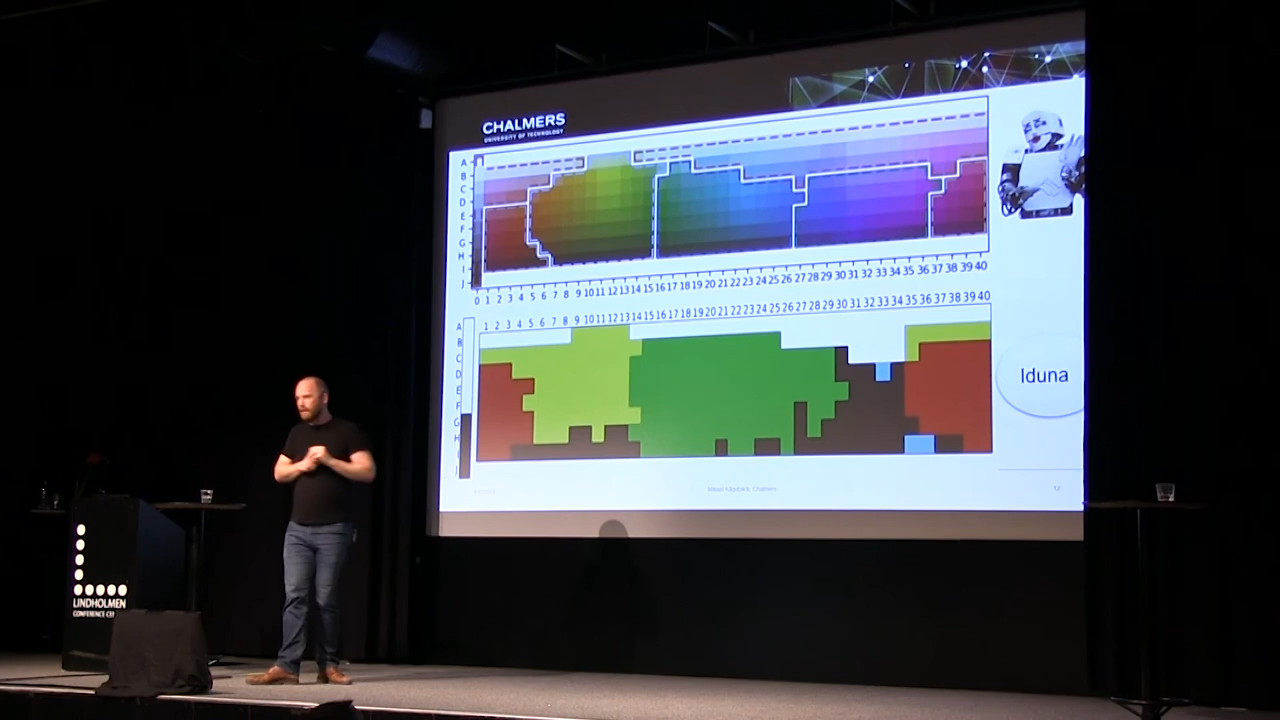 CHALMERS
UNIVERSITY OF TECHNOLOGY
A
B
C
D
E
F
G
H
I
J
0 1 2 3 4 5 6 7 8 9 10 11 12 13 14 15 16 17 18 19 20 21 22 23 24 25 26 27 28 29 30 31 32 33 34 35 36 37 38 39 40
1 2 3 4 5 6 7 8 9 10 11 12 13 14 15 16 17 18 19 20 21 22 23 24 25 26 27 28 29 30 31 32 33 34 35 36 37 38 39 40
A
B
C
D
E
F
G
H
I
J
Iduna
Chalmers
12
LINDHOLMEN
CONFERENCE